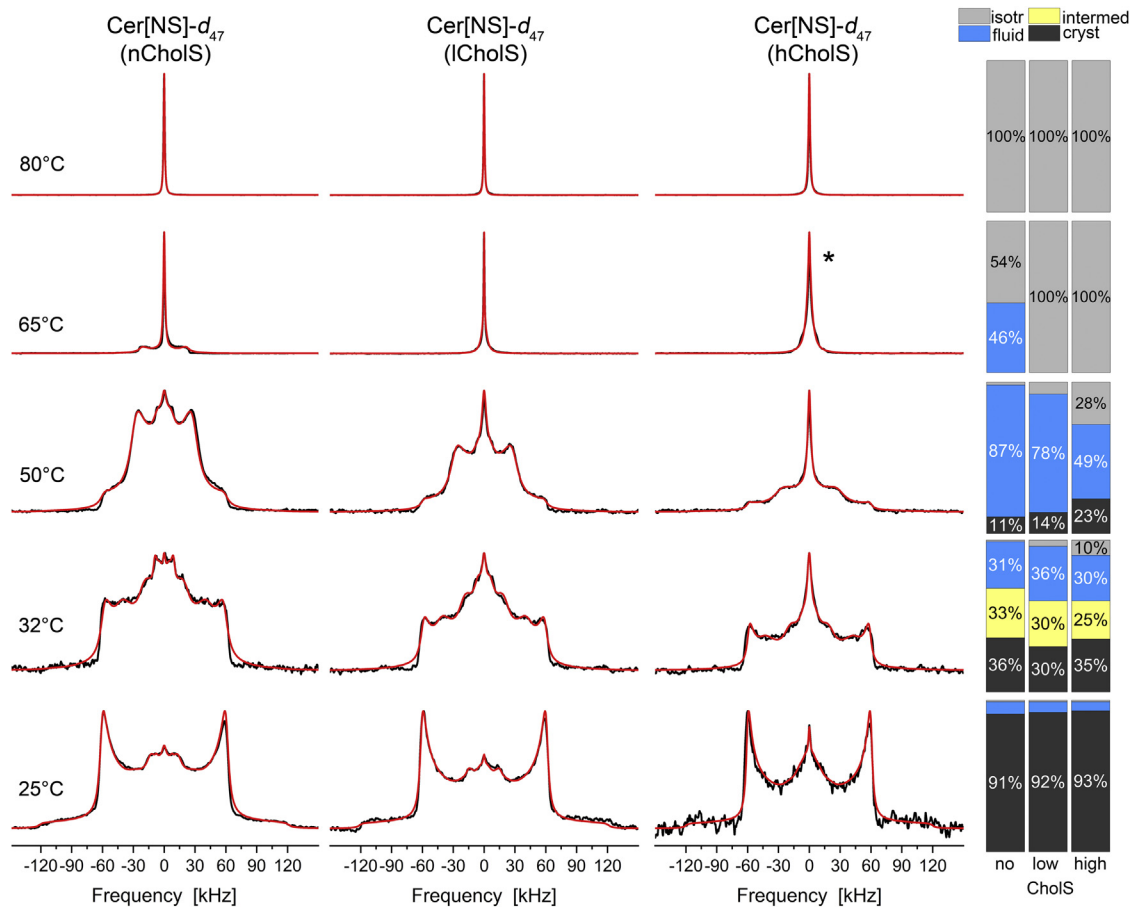 Cer[NS]-d47 Cer[NS]-d47 Cer[NS]-d47
(nCholS) (lCholS) (hCholS)
isotr intermed
fluid cryst
80°C
100% 100% 100%
65°C
*
54%
100% 100%
46%
50°C
28%
87% 78% 49%
11% 14% 23%
32°C
10%
31% 36% 30%
33% 30% 25%
36% 30% 35%
25°C
91% 92% 93%
-120 -90 -60 -30 0 30 60 90 120 -120 -90 -60 -30 0 30 60 90 120 -120 -90 -60 -30 0 30 60 90 120
no low high
CholS
Frequency [kHz] Frequency [kHz] Frequency [kHz]